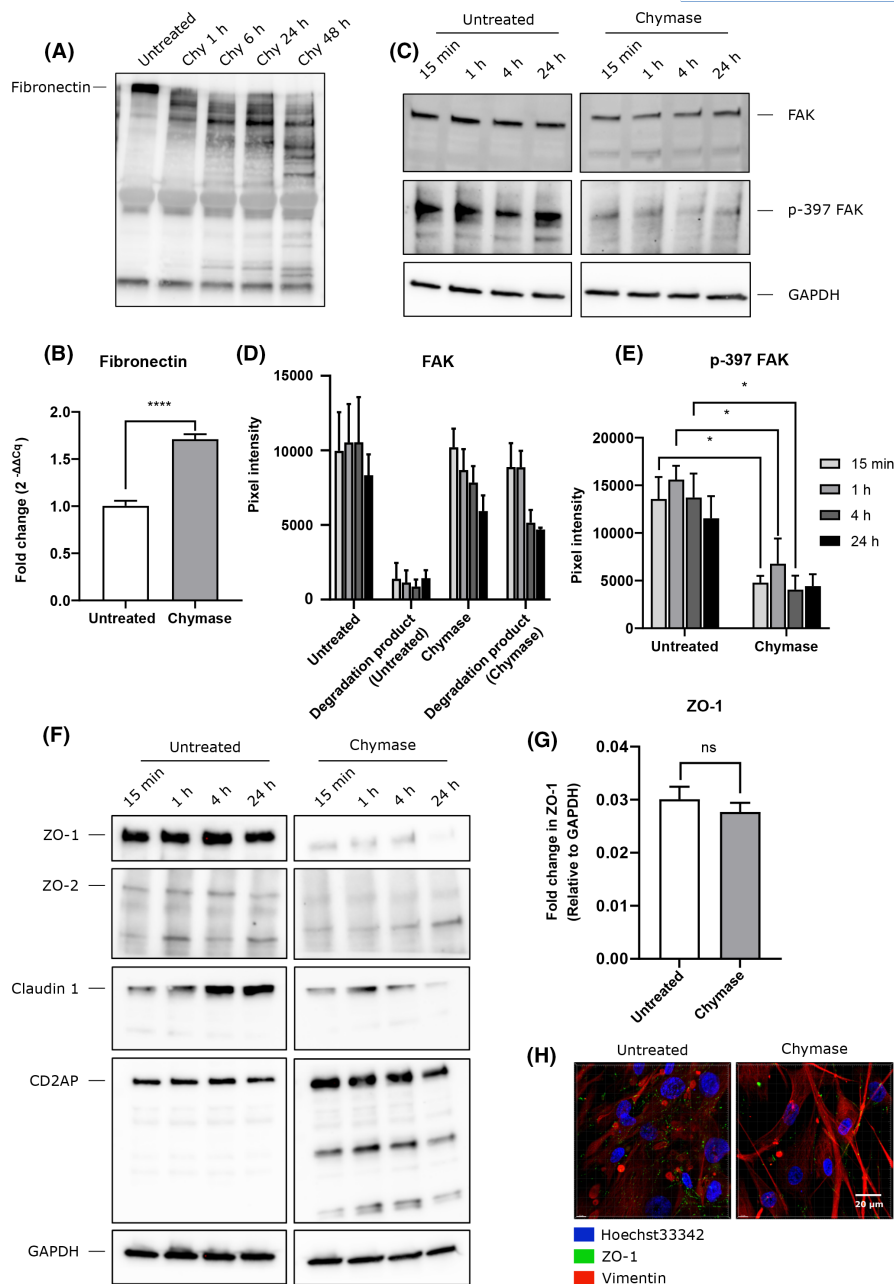 (A)
Untreated
Chy 1 h
Chy 6 h
Chy 24 h
Chy 48 h
Fibronectin
(C)
Untreated
Chymase
15 min
1 h
4 h
24 h
15 min
1 h
4 h
24 h
FAK
p-397 FAK
GAPDH
(B)
Fibronectin
Fold change (2 -ΔΔCq)
2.0
1.5
1.0
0.5
0.0
****
Untreated
Chymase
(D)
FAK
Pixel intensity
15000
10000
5000
0
Untreated
Degradation product
(Untreated)
Chymase
Degradation product
(Chymase)
(E)
p-397 FAK
Pixel intensity
20000
15000
10000
5000
0
*
*
*
Untreated
Chymase
15 min
1 h
4 h
24 h
(F)
Untreated
Chymase
15 min
1 h
4 h
24 h
15 min
1 h
4 h
24 h
ZO-1
ZO-2
Claudin 1
CD2AP
GAPDH
(G)
ZO-1
Fold change in ZO-1
(Relative to GAPDH)
0.04
0.03
0.02
0.01
0.00
ns
Untreated
Chymase
(H)
Untreated
Chymase
20 µm
Hoechst33342
ZO-1
Vimentin